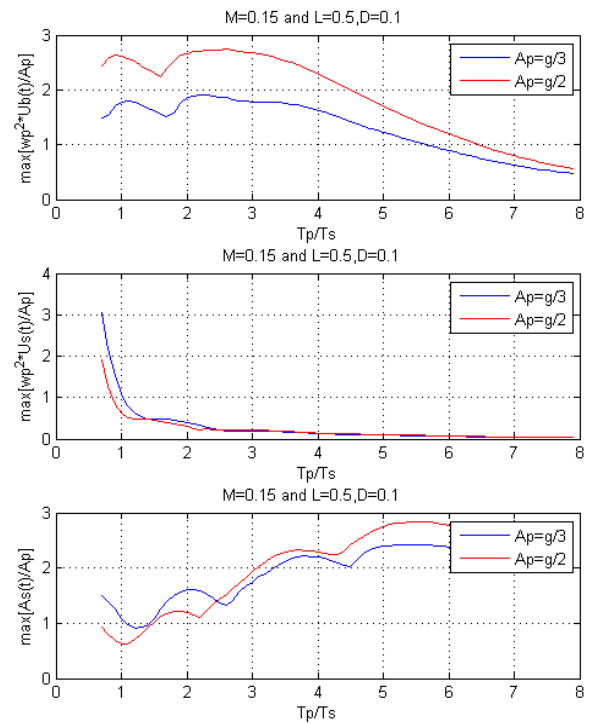 M=0.15 and L=0.5,D=0.1
max[wp²*Ub(t)/Ap]
3
2
1
0
Ap=g/3
Ap=g/2
0 1 2 3 4 5 6 7 8
Tp/Ts
M=0.15 and L=0.5,D=0.1
max[wp²*Us(t)/Ap]
4
3
2
1
0
Ap=g/3
Ap=g/2
0 1 2 3 4 5 6 7 8
Tp/Ts
M=0.15 and L=0.5,D=0.1
max[As(t)/Ap]
3
2
1
0
Ap=g/3
Ap=g/2
0 1 2 3 4 5 6 7 8
Tp/Ts